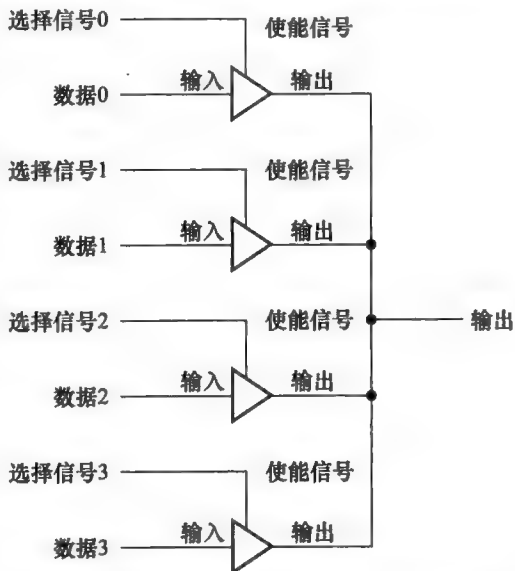 选择信号0 使能信号
数据0 输入 输出
选择信号1 使能信号
数据1 输入 输出
选择信号2 使能信号
输出
数据2 输入 输出
选择信号3 使能信号
数据3 输入 输出